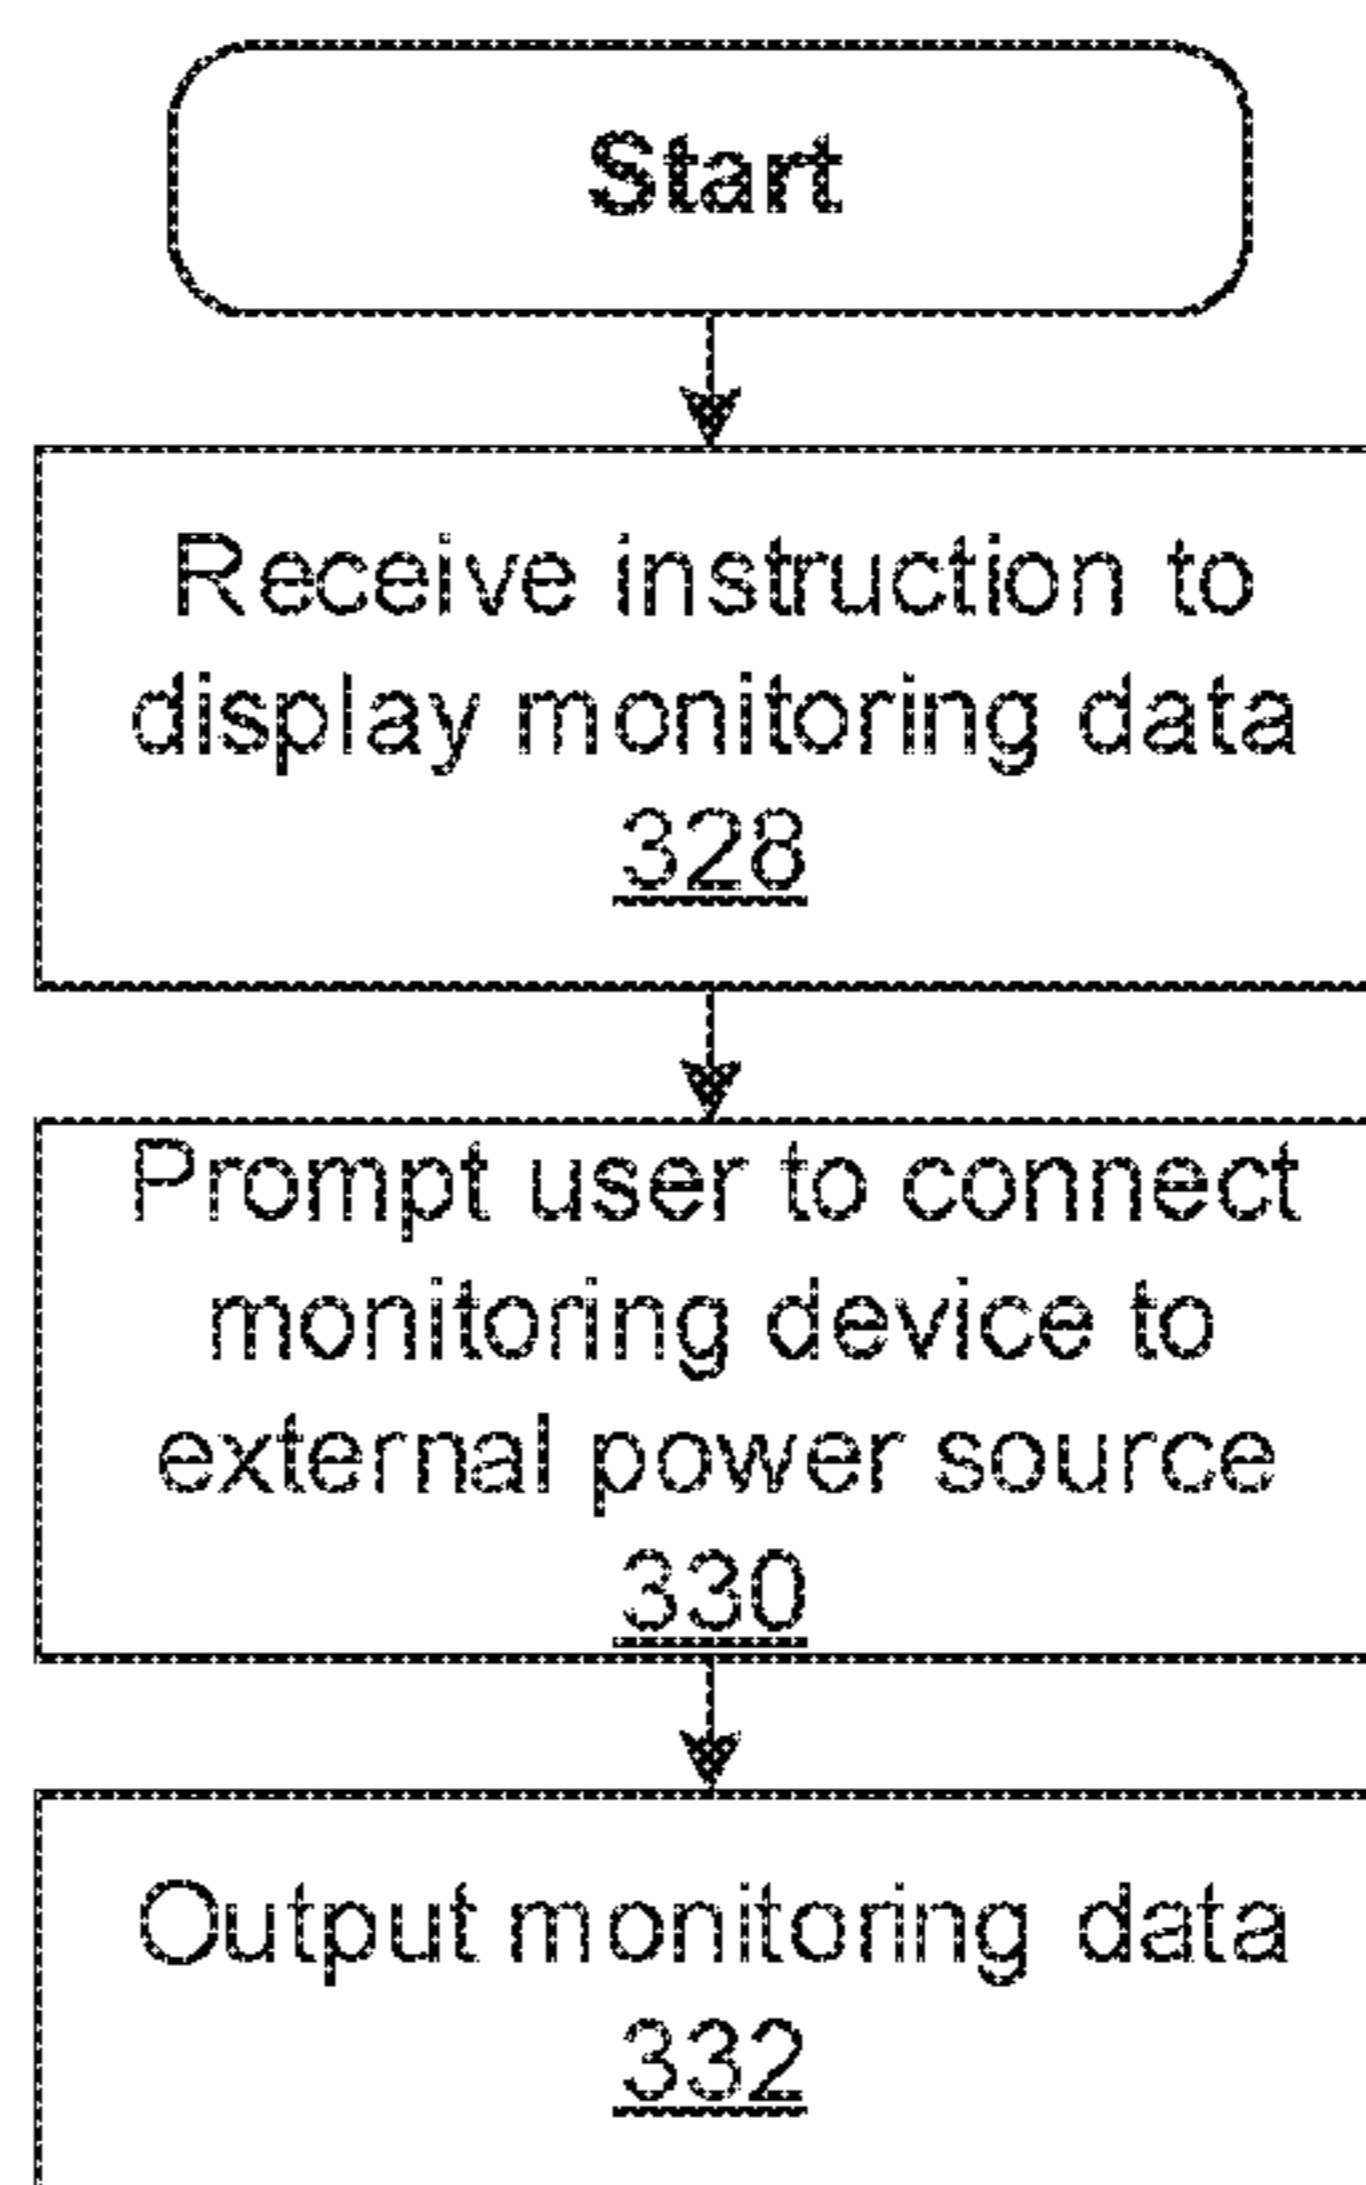 Start
Receive instruction to
display monitoring data
328
Prompt user to connect
monitoring device to
external power source
330
Output monitoring data
332